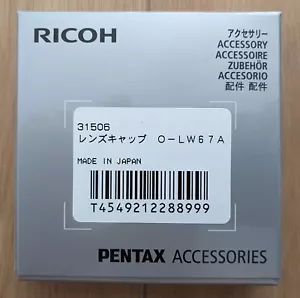 RICOH
アクセサリー
ACCESSORY
ACCESSOIRE
ZUBEHÖR
ACCESORIO
配件 配件
31506
レンズキャップ O-LW67A
MADE IN JAPAN
T4549212288999
PENTAX ACCESSORIES